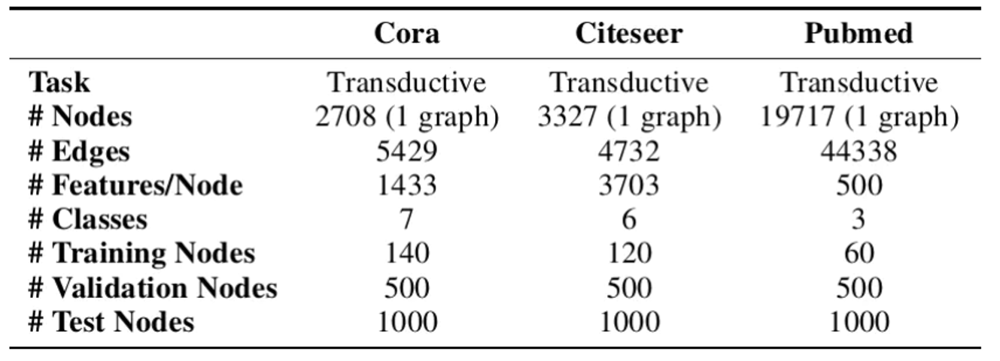 Cora Citeseer Pubmed
Task Transductive Transductive Transductive
# Nodes 2708 (1 graph) 3327 (1 graph) 19717 (1 graph)
# Edges 5429 4732 44338
# Features/Node 1433 3703 500
# Classes 7 6 3
# Training Nodes 140 120 60
# Validation Nodes 500 500 500
# Test Nodes 1000 1000 1000